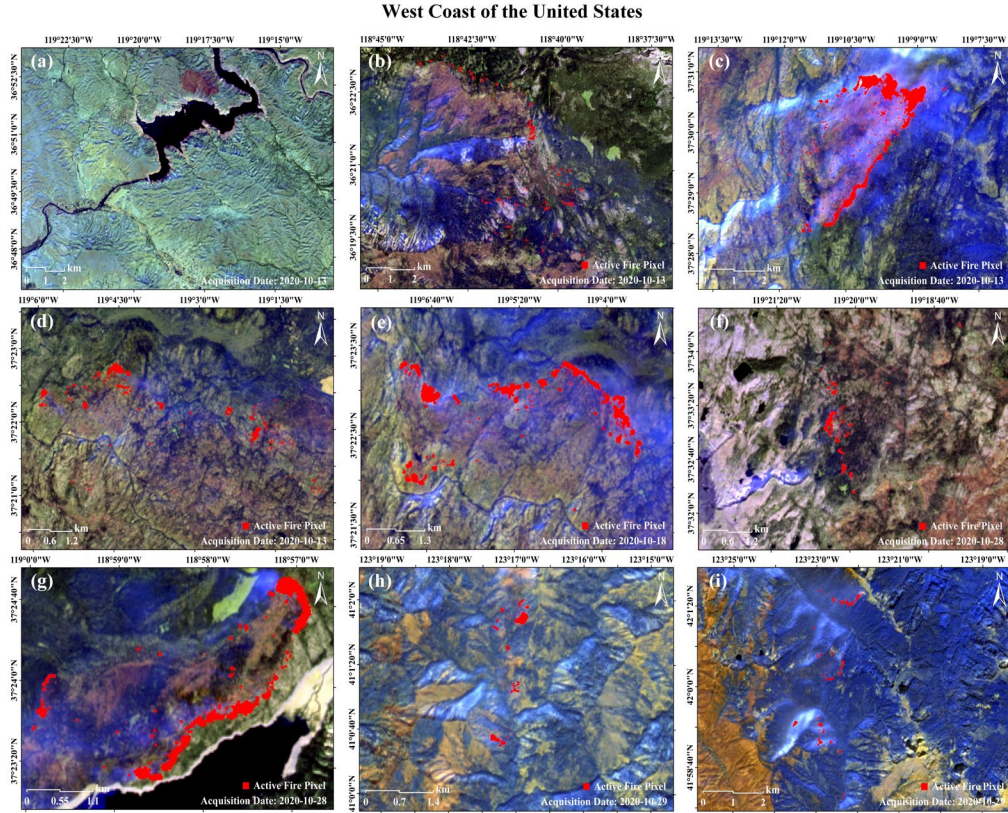 West Coast of the United States
119°22'30"W 119°20'0"W 119°17'30"W 119°15'0"W
118°45'0"W 118°42'30"W 118°40'0"W 118°37'30"W
119°13'30"W 119°12'0"W 119°10'30"W 119°9'0"W 119°7'30"W
(a)
36°52'30"N
36°51'0"N
36°49'30"N
36°48'0"N
N
km
0 1 2
Acquisition Date: 2020-10-13
(b)
36°22'30"N
36°21'0"N
36°19'30"N
N
km
0 1 2
Active Fire Pixel
Acquisition Date: 2020-10-13
(c)
37°31'0"N
37°30'0"N
37°29'0"N
37°28'0"N
N
km
0 1 2
Active Fire Pixel
Acquisition Date: 2020-10-13
119°6'0"W 119°4'30"W 119°3'0"W 119°1'30"W
119°6'40"W 119°5'20"W 119°4'0"W
119°21'20"W 119°20'0"W 119°18'40"W
(d)
37°23'0"N
37°22'0"N
37°21'0"N
N
km
0 0.6 1.2
Active Fire Pixel
Acquisition Date: 2020-10-13
(e)
37°23'30"N
37°22'30"N
37°21'30"N
N
km
0 0.65 1.3
Active Fire Pixel
Acquisition Date: 2020-10-18
(f)
37°34'0"N
37°33'20"N
37°32'40"N
37°32'0"N
N
km
0 0.6 1.2
Active Fire Pixel
Acquisition Date: 2020-10-28
119°0'0"W 118°59'0"W 118°58'0"W 118°57'0"W
123°19'0"W 123°18'0"W 123°17'0"W 123°16'0"W 123°15'0"W
123°25'0"W 123°23'0"W 123°21'0"W 123°19'0"W
(g)
37°24'40"N
37°24'0"N
37°23'20"N
N
km
0 0.55 1.1
Active Fire Pixel
Acquisition Date: 2020-10-28
(h)
41°2'0"N
41°1'20"N
41°0'40"N
41°0'0"N
N
km
0 0.7 1.4
Active Fire Pixel
Acquisition Date: 2020-10-29
(i)
42°1'20"N
42°0'0"N
41°58'40"N
N
km
0 1 2
Active Fire Pixel
Acquisition Date: 2020-10-29